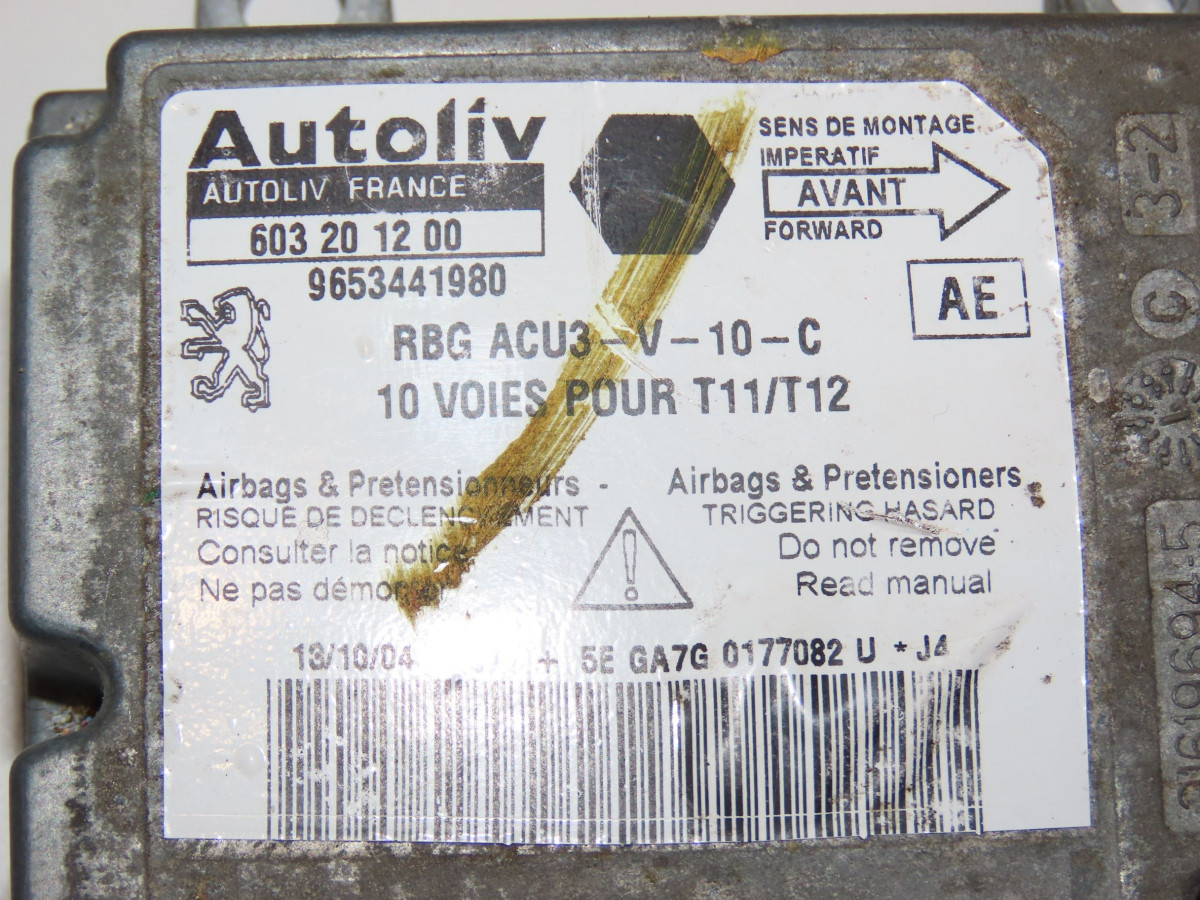 Autoliv
AUTOLIV FRANCE
603 20 12 00
9653441980
SENS DE MONTAGE
IMPERATIF
AVANT
FORWARD
AE
RBG ACU3-V-10-C
10 VOIES POUR T11/T12
Airbags & Pretensionneurs -
RISQUE DE DECLENCHEMENT
Consulter la notice
Ne pas démonter
Airbags & Pretensioners
TRIGGERING HASARD
Do not remove
Read manual
13/10/04 + 5E GA7G 0177082 U * J4
3-2
C